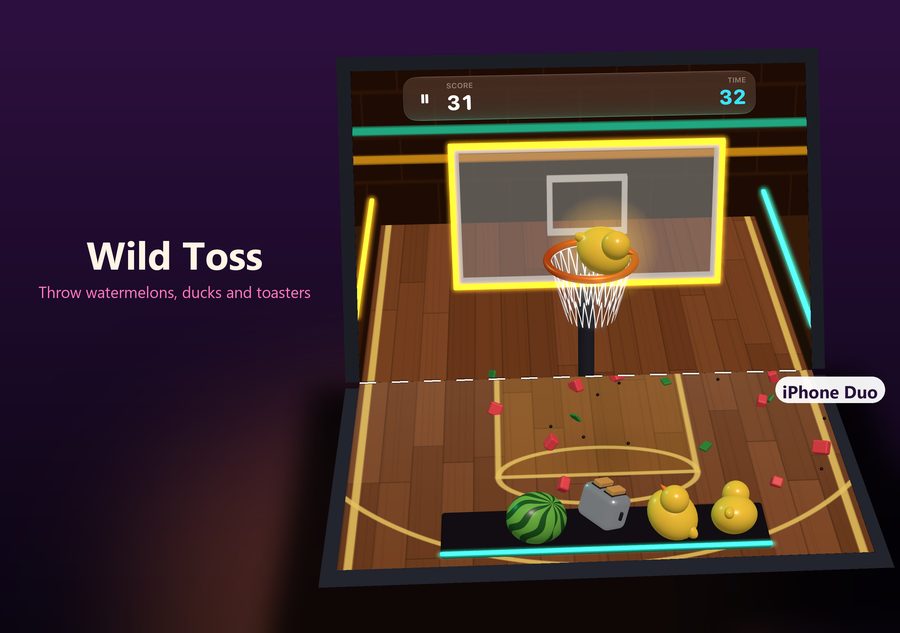 Wild Toss
Throw watermelons, ducks and toasters
SCORE
31
TIME
32
iPhone Duo